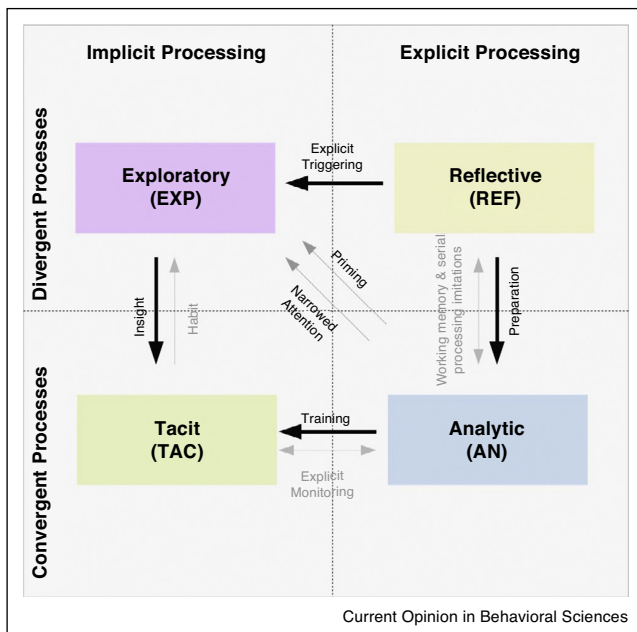 Implicit Processing
Explicit Processing
Divergent Processes
Exploratory
(EXP)
Explicit
Triggering
Reflective
(REF)
Insight
Habit
Priming
Narrowed
Attention
Working memory & serial
processing imitations
Preparation
Convergent Processes
Tacit
(TAC)
Training
Explicit
Monitoring
Analytic
(AN)
Current Opinion in Behavioral Sciences